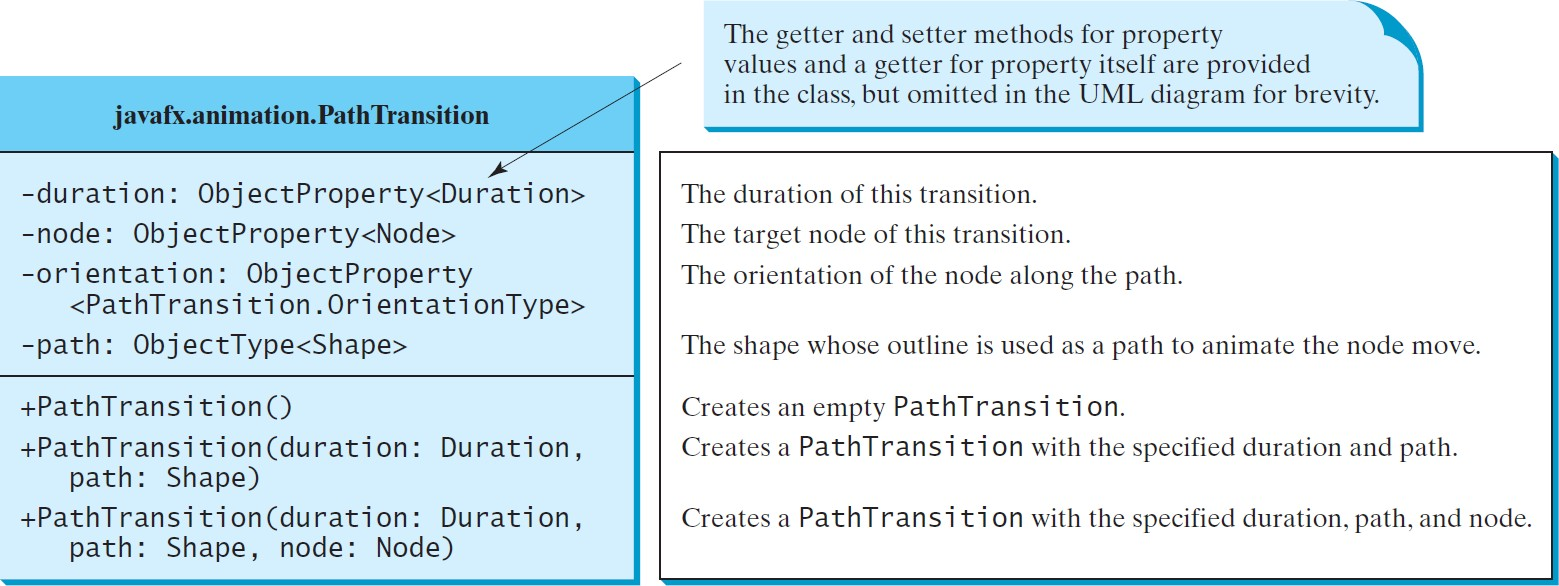 The getter and setter methods for property
values and a getter for property itself are provided
in the class, but omitted in the UML diagram for brevity.
javafx.animation.PathTransition
-duration: ObjectProperty<Duration>
-node: ObjectProperty<Node>
-orientation: ObjectProperty
<PathTransition.OrientationType>
-path: ObjectType<Shape>
+PathTransition()
+PathTransition(duration: Duration,
path: Shape)
+PathTransition(duration: Duration,
path: Shape, node: Node)
The duration of this transition.
The target node of this transition.
The orientation of the node along the path.
The shape whose outline is used as a path to animate the node move.
Creates an empty PathTransition.
Creates a PathTransition with the specified duration and path.
Creates a PathTransition with the specified duration, path, and node.